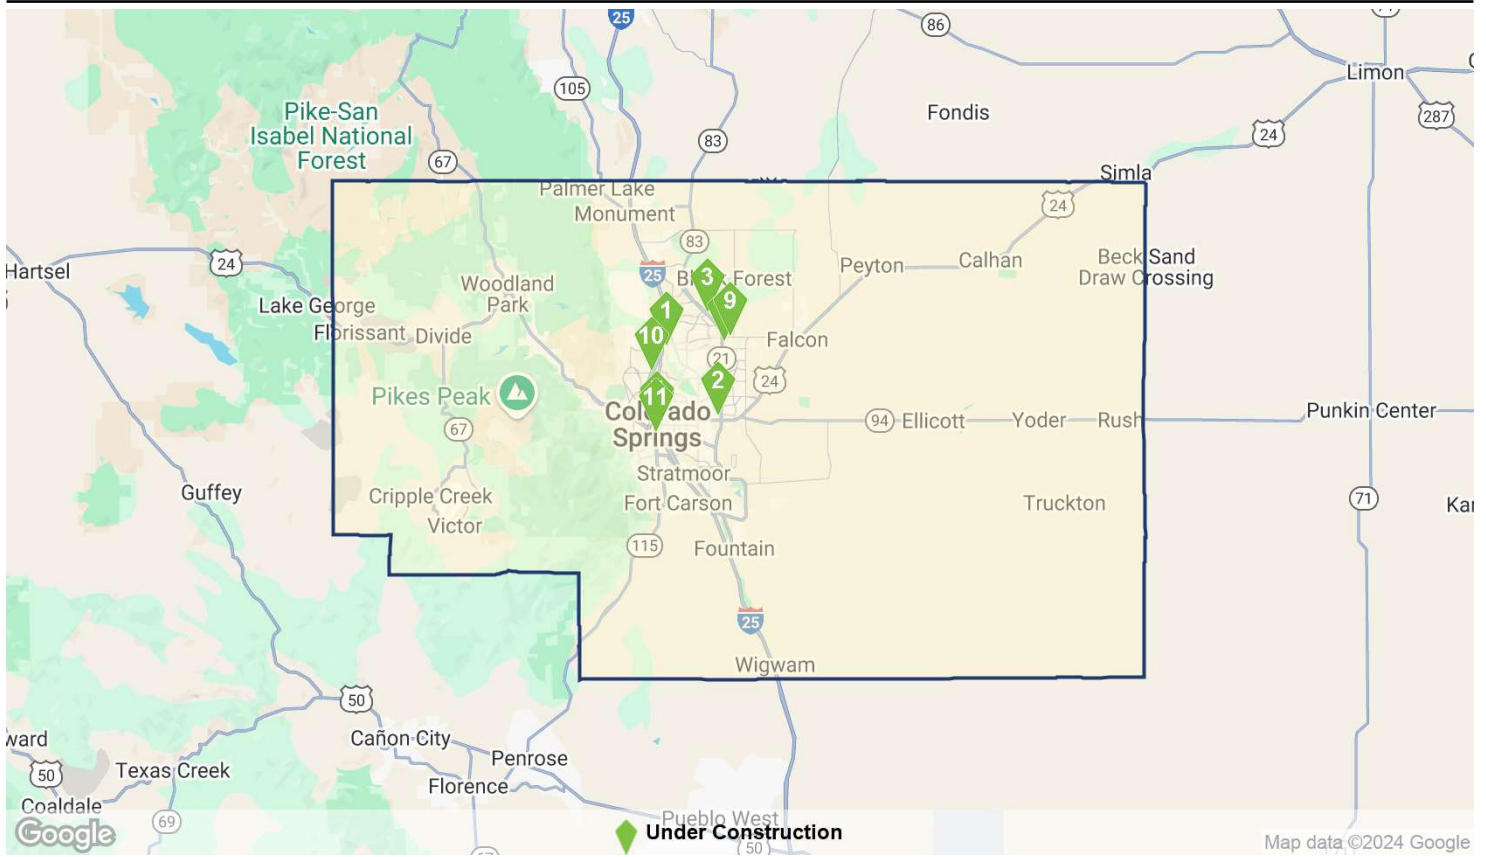 25
86
Limon
105
Pike-San
Isabel National
Forest
Fondis
287
24
83
67
Simla
Palmer Lake
Monument
24
83
Hartsel
24
25
Peyton
Calhan
Beck Sand
Draw Crossing
Woodland
Park
3
Forest
9
Lake George
1
Florissant
Divide
10
Falcon
21
2
24
Pikes Peak
11
Colorado
Springs
67
94
Ellicott
Yoder
Rush
Punkin Center
Stratmoor
Guffey
Cripple Creek
Victor
Fort Carson
Truckton
71
115
Fountain
25
Wigwam
50
ward
Cañon City
Penrose
50
Texas Creek
Florence
Coaldale
69
Pueblo West
Google
Under Construction
50
Map data ©2024 Google